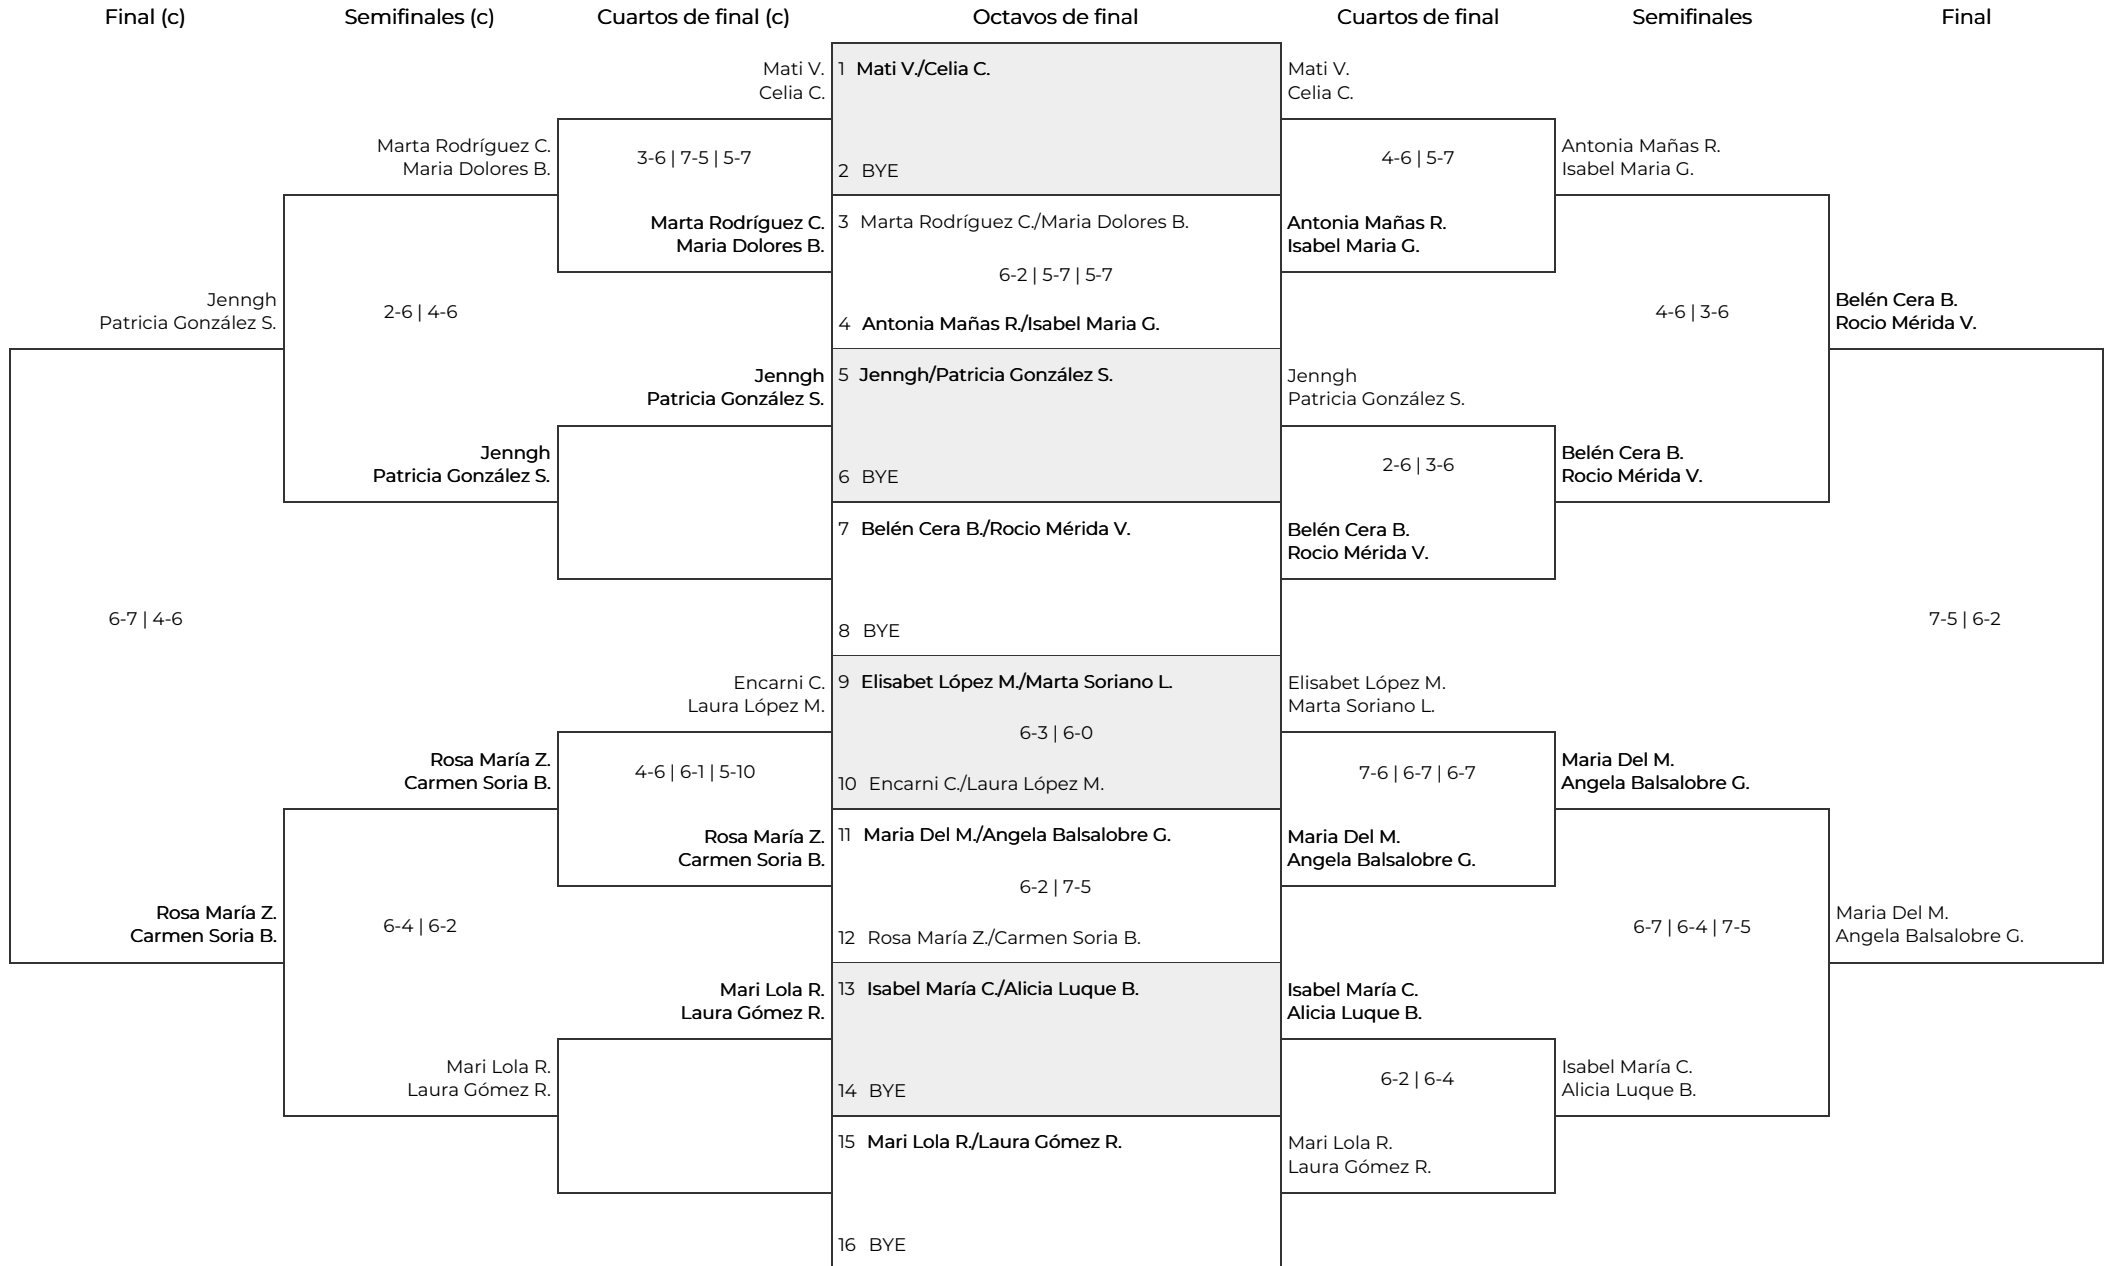 Final (c)
Semifinales (c)
Cuartos de final (c)
Octavos de final
Cuartos de final
Semifinales
Final
Jenngh
Patricia González S.
6-7 | 4-6
Rosa María Z.
Carmen Soria B.
Marta Rodríguez C.
Maria Dolores B.
2-6 | 4-6
Jenngh
Patricia González S.
Rosa María Z.
Carmen Soria B.
6-4 | 6-2
Mari Lola R.
Laura Gómez R.
Mati V.
Celia C.
3-6 | 7-5 | 5-7
Marta Rodríguez C.
Maria Dolores B.
Jenngh
Patricia González S.
Encarni C.
Laura López M.
4-6 | 6-1 | 5-10
Rosa María Z.
Carmen Soria B.
Mari Lola R.
Laura Gómez R.
1 Mati V./Celia C.
2 BYE
3 Marta Rodríguez C./Maria Dolores B.
6-2 | 5-7 | 5-7
4 Antonia Mañas R./Isabel Maria G.
5 Jenngh/Patricia González S.
6 BYE
7 Belén Cera B./Rocio Mérida V.
8 BYE
9 Elisabet López M./Marta Soriano L.
6-3 | 6-0
10 Encarni C./Laura López M.
11 Maria Del M./Angela Balsalobre G.
6-2 | 7-5
12 Rosa María Z./Carmen Soria B.
13 Isabel María C./Alicia Luque B.
14 BYE
15 Mari Lola R./Laura Gómez R.
16 BYE
Mati V.
Celia C.
4-6 | 5-7
Antonia Mañas R.
Isabel Maria G.
Jenngh
Patricia González S.
2-6 | 3-6
Belén Cera B.
Rocio Mérida V.
Elisabet López M.
Marta Soriano L.
7-6 | 6-7 | 6-7
Maria Del M.
Angela Balsalobre G.
Isabel María C.
Alicia Luque B.
6-2 | 6-4
Mari Lola R.
Laura Gómez R.
Antonia Mañas R.
Isabel Maria G.
4-6 | 3-6
Belén Cera B.
Rocio Mérida V.
Maria Del M.
Angela Balsalobre G.
6-7 | 6-4 | 7-5
Isabel María C.
Alicia Luque B.
Belén Cera B.
Rocio Mérida V.
7-5 | 6-2
Maria Del M.
Angela Balsalobre G.